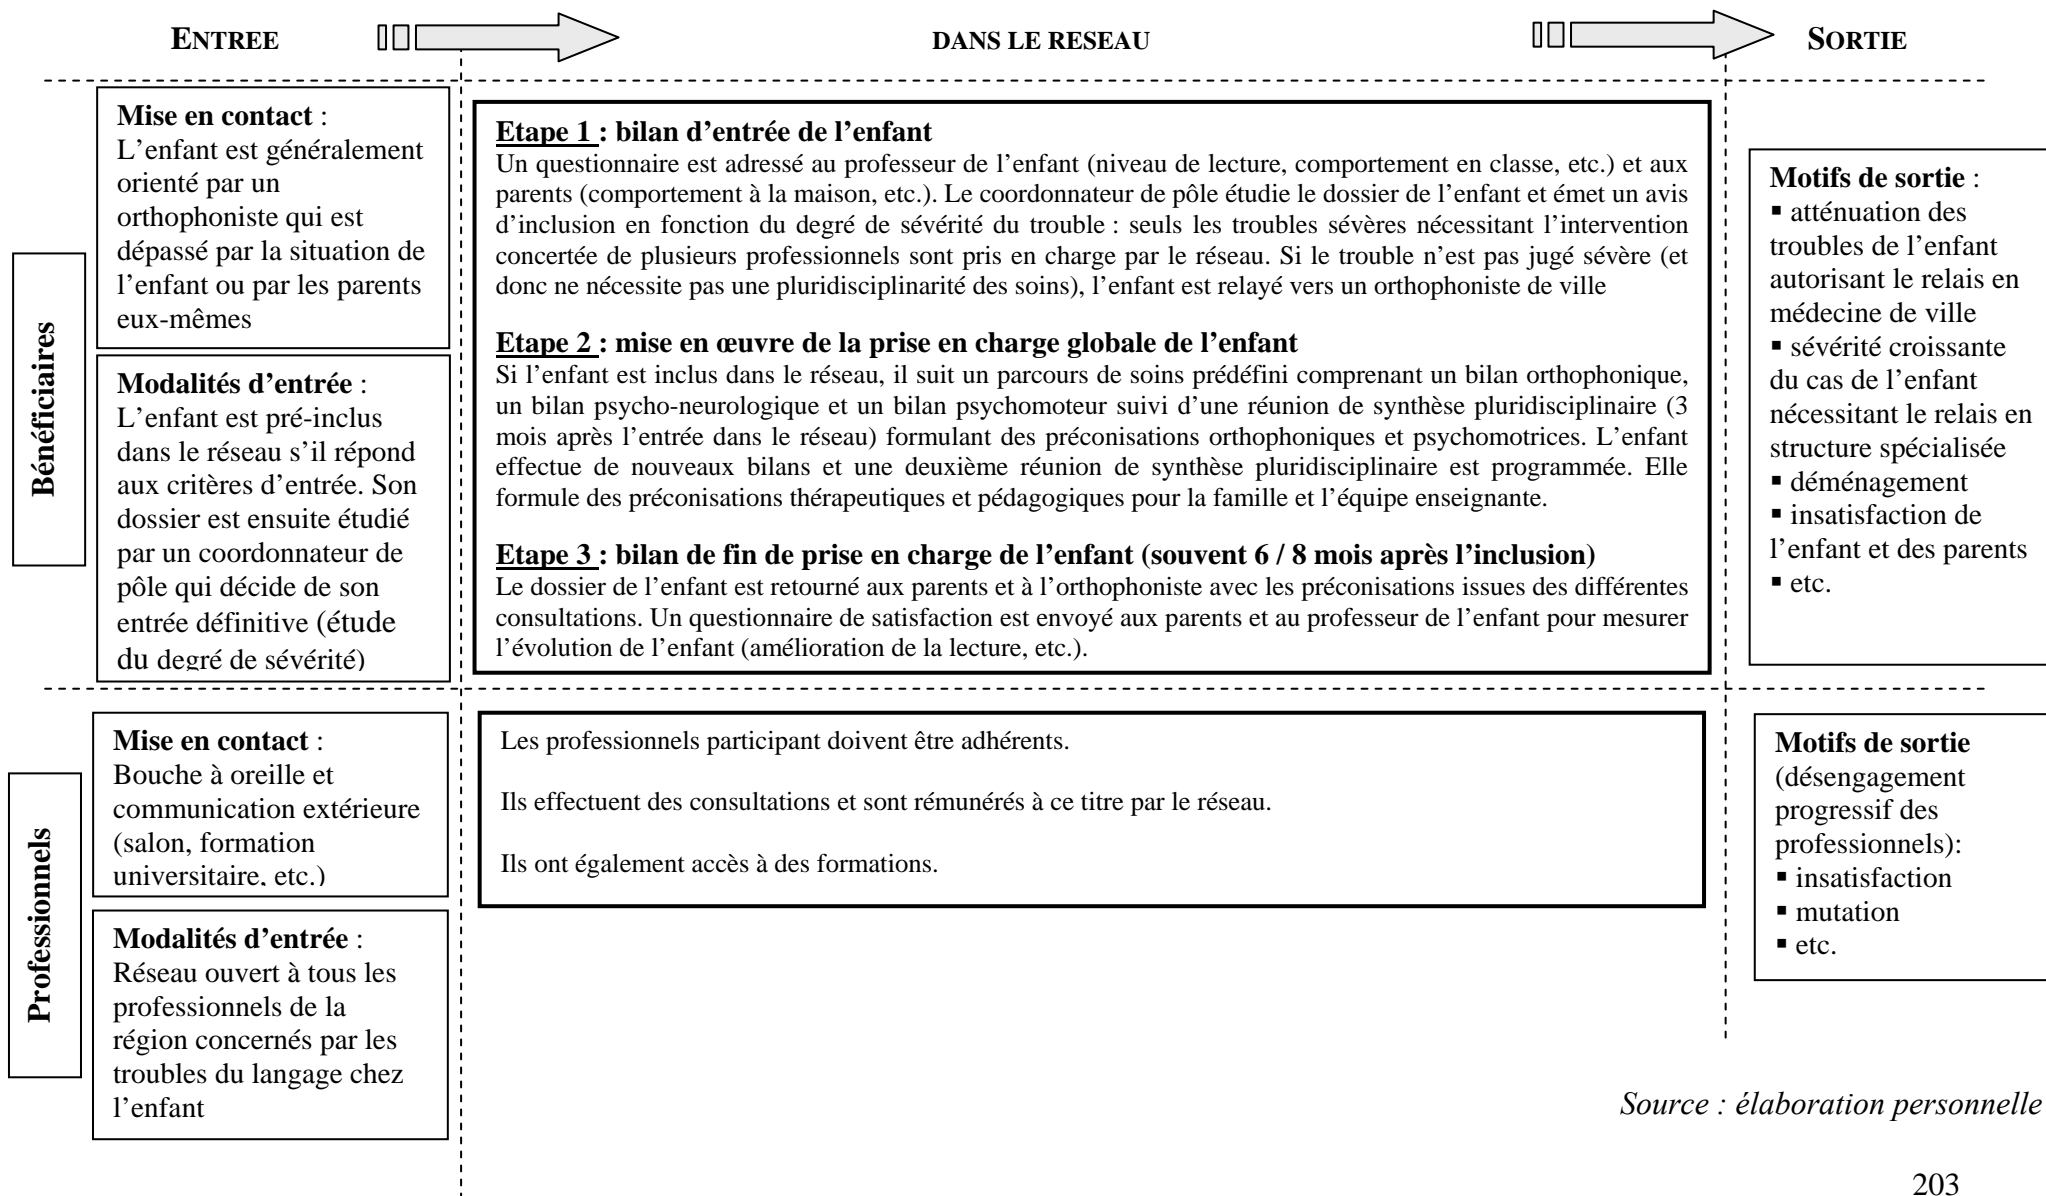 ENTREE
DANS LE RESEAU
SORTIE
Bénéficiaires
Mise en contact :
L’enfant est généralement
orienté par un
orthophoniste qui est
dépassé par la situation de
l’enfant ou par les parents
eux-mêmes
Modalités d’entrée :
L’enfant est pré-inclus
dans le réseau s’il répond
aux critères d’entrée. Son
dossier est ensuite étudié
par un coordonnateur de
pôle qui décide de son
entrée définitive (étude
du degré de sévérité)
Etape 1 : bilan d’entrée de l’enfant
Un questionnaire est adressé au professeur de l’enfant (niveau de lecture, comportement en classe, etc.) et aux
parents (comportement à la maison, etc.). Le coordonnateur de pôle étudie le dossier de l’enfant et émet un avis
d’inclusion en fonction du degré de sévérité du trouble : seuls les troubles sévères nécessitant l’intervention
concertée de plusieurs professionnels sont pris en charge par le réseau. Si le trouble n’est pas jugé sévère (et
donc ne nécessite pas une pluridisciplinarité des soins), l’enfant est relayé vers un orthophoniste de ville
Etape 2 : mise en œuvre de la prise en charge globale de l’enfant
Si l’enfant est inclus dans le réseau, il suit un parcours de soins prédéfini comprenant un bilan orthophonique,
un bilan psycho-neurologique et un bilan psychomoteur suivi d’une réunion de synthèse pluridisciplinaire (3
mois après l’entrée dans le réseau) formulant des préconisations orthophoniques et psychomotrices. L’enfant
effectue de nouveaux bilans et une deuxième réunion de synthèse pluridisciplinaire est programmée. Elle
formule des préconisations thérapeutiques et pédagogiques pour la famille et l’équipe enseignante.
Etape 3 : bilan de fin de prise en charge de l’enfant (souvent 6 / 8 mois après l’inclusion)
Le dossier de l’enfant est retourné aux parents et à l’orthophoniste avec les préconisations issues des différentes
consultations. Un questionnaire de satisfaction est envoyé aux parents et au professeur de l’enfant pour mesurer
l’évolution de l’enfant (amélioration de la lecture, etc.).
Motifs de sortie :
▪ atténuation des
troubles de l’enfant
autorisant le relais en
médecine de ville
▪ sévérité croissante
du cas de l’enfant
nécessitant le relais en
structure spécialisée
▪ déménagement
▪ insatisfaction de
l’enfant et des parents
▪ etc.
Professionnels
Mise en contact :
Bouche à oreille et
communication extérieure
(salon, formation
universitaire, etc.)
Modalités d’entrée :
Réseau ouvert à tous les
professionnels de la
région concernés par les
troubles du langage chez
l’enfant
Les professionnels participant doivent être adhérents.
Ils effectuent des consultations et sont rémunérés à ce titre par le réseau.
Ils ont également accès à des formations.
Motifs de sortie
(désengagement
progressif des
professionnels):
▪ insatisfaction
▪ mutation
▪ etc.
Source : élaboration personnelle
203